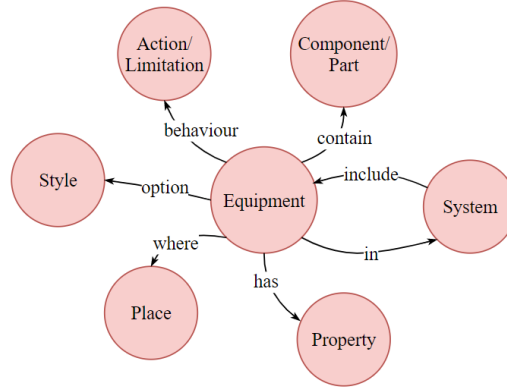 Action/
Limitation
Component/
Part
behaviour
contain
include
Style
option
Equipment
System
where
in
has
Place
Property